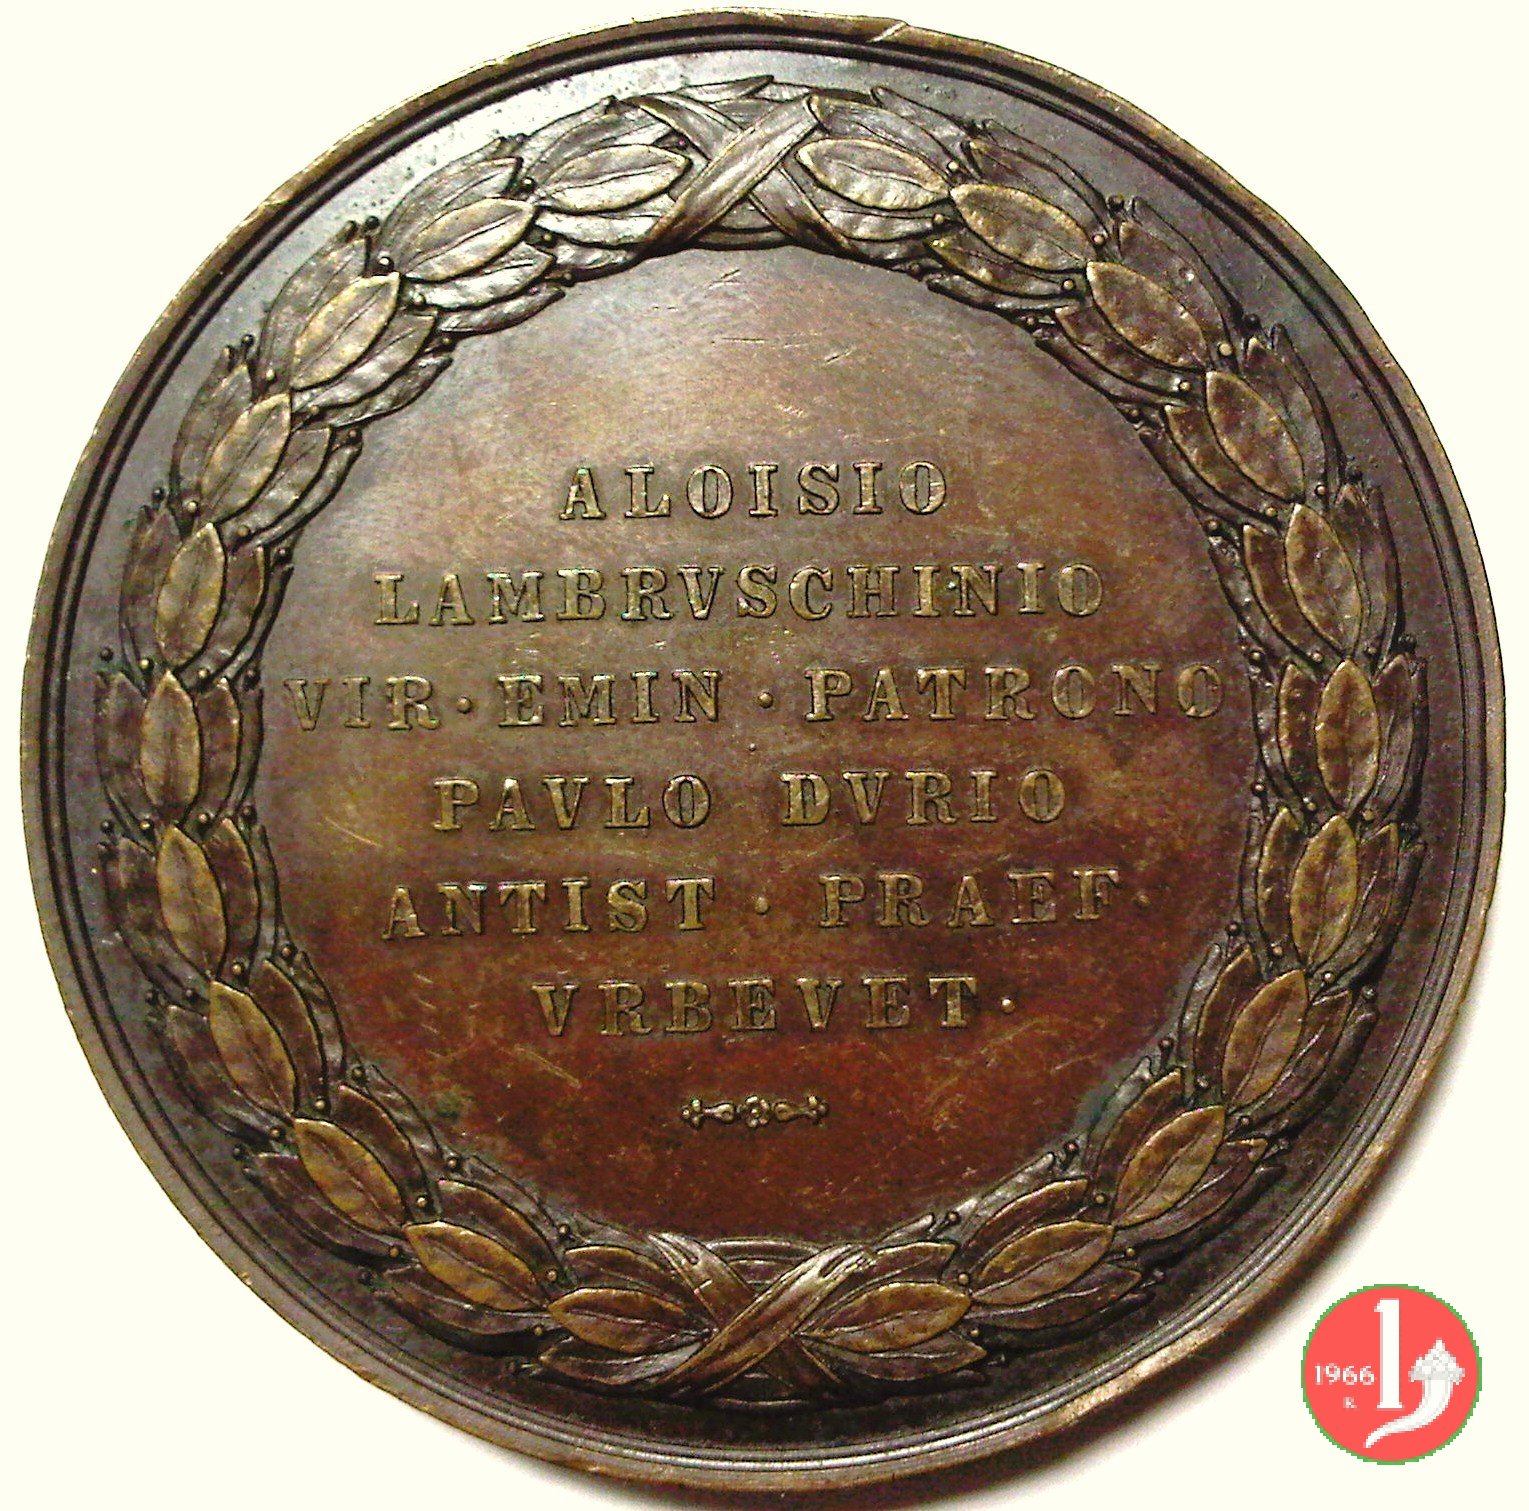 ALOISIO
LAMBRVSCHINIO
VIR · EMIN · PATRONO
PAVLO DVRIO
ANTIST · PRAEF ·
VRBEVET ·
1966
R